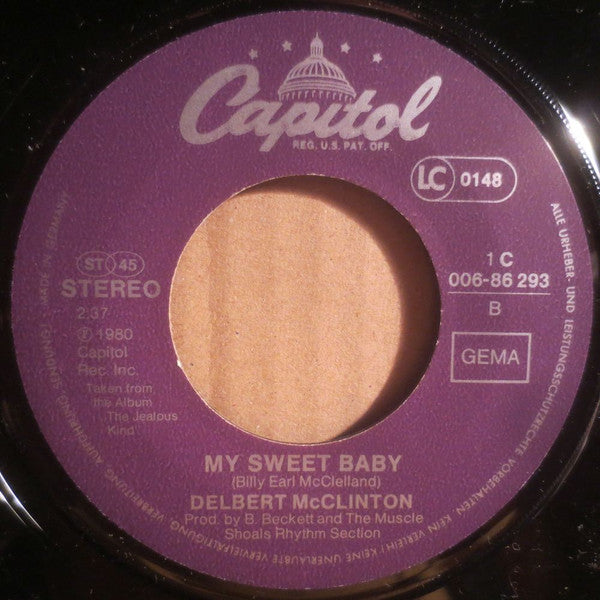 Capitol
REG. U.S. PAT. OFF.
LC 0148
ST 45
STEREO
2:37
℗ 1980
Capitol
Rec. Inc.
Taken from
the Album
The Jealous
Kind
1 C
006-86 293
B
GEMA
MY SWEET BABY
(Billy Earl McClelland)
DELBERT McCLINTON
Prod. by B. Beckett and The Muscle
Shoals Rhythm Section
ALLE URHEBER- UND LEISTUNGSSCHUTZRECHTE VORBEHALTEN KEIN VERLEIH! KEINE UNERLAUBTE VERVIELFÄLTIGUNG, VERMIETUNG, AUFFÜHRUNG, SENDUNG! MADE IN GERMANY